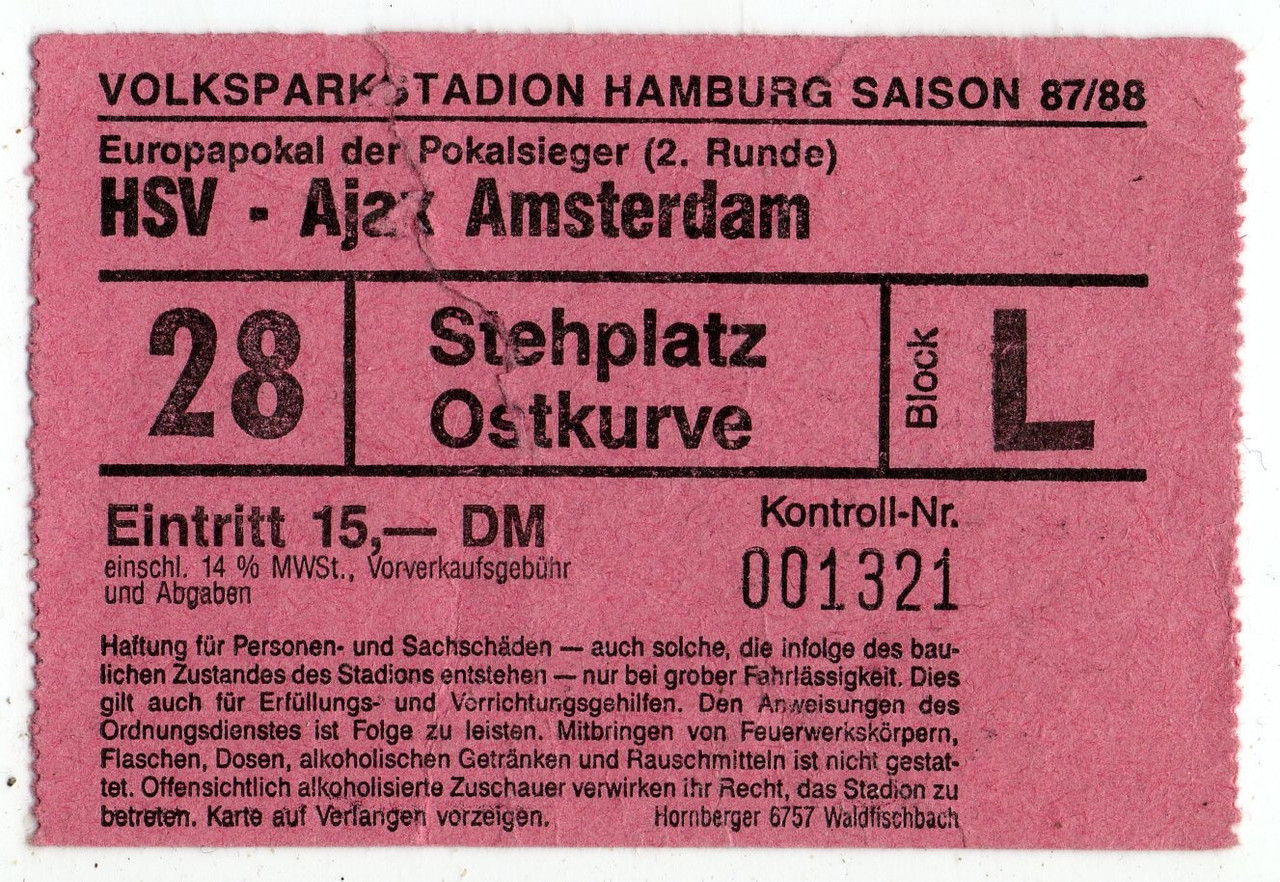 VOLKSPARKSTADION HAMBURG SAISON 87/88
Europapokal der Pokalsieger (2. Runde)
HSV - Ajax Amsterdam
28
Stehplatz
Ostkurve
Block
L
Eintritt 15,— DM
einschl. 14 % MWSt., Vorverkaufsgebühr
und Abgaben
Kontroll-Nr.
001321
Haftung für Personen- und Sachschäden — auch solche, die infolge des bau-
lichen Zustandes des Stadions entstehen — nur bei grober Fahrlässigkeit. Dies
gilt auch für Erfüllungs- und Verrichtungsgehilfen. Den Anweisungen des
Ordnungsdienstes ist Folge zu leisten. Mitbringen von Feuerwerkskörpern,
Flaschen, Dosen, alkoholischen Getränken und Rauschmitteln ist nicht gestat-
tet. Offensichtlich alkoholisierte Zuschauer verwirken ihr Recht, das Stadion zu
betreten. Karte auf Verlangen vorzeigen.
Hornberger 6757 Waldfischbach